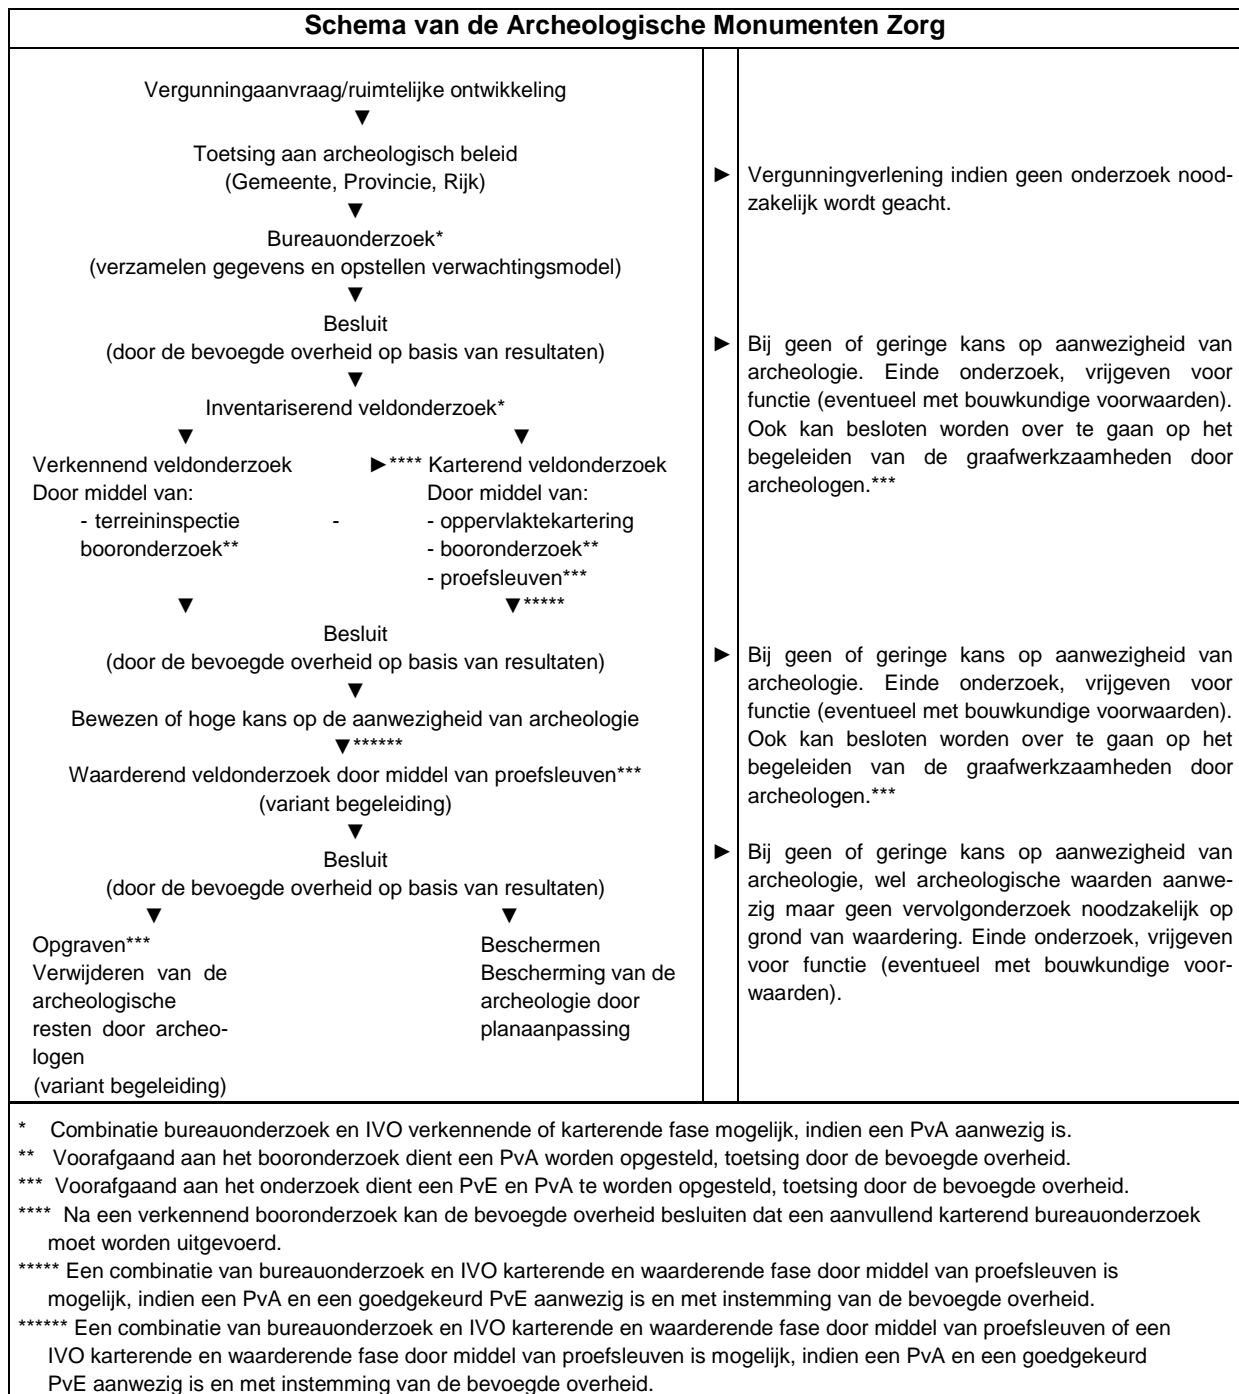 Schema van de Archeologische Monumenten Zorg
Vergunningaanvraag/ruimtelijke ontwikkeling
▼
Toetsing aan archeologisch beleid
(Gemeente, Provincie, Rijk)
▼
Bureauonderzoek*
(verzamelen gegevens en opstellen verwachtingsmodel)
▼
Besluit
(door de bevoegde overheid op basis van resultaten)
▼
Inventariserend veldonderzoek*
▼ ▼
Verkennend veldonderzoek ►**** Karterend veldonderzoek
Door middel van: Door middel van:
- terreininspectie - - oppervlaktekartering
booronderzoek** - booronderzoek**
- proefsleuven***
▼ ▼*****
Besluit
(door de bevoegde overheid op basis van resultaten)
▼
Bewezen of hoge kans op de aanwezigheid van archeologie
▼******
Waarderend veldonderzoek door middel van proefsleuven***
(variant begeleiding)
▼
Besluit
(door de bevoegde overheid op basis van resultaten)
▼ ▼
Opgraven*** Beschermen
Verwijderen van de Bescherming van de
archeologische archeologie door
resten door archeo- planaanpassing
logen
(variant begeleiding)
► Vergunningverlening indien geen onderzoek nood-
zakelijk wordt geacht.
► Bij geen of geringe kans op aanwezigheid van
archeologie. Einde onderzoek, vrijgeven voor
functie (eventueel met bouwkundige voorwaarden).
Ook kan besloten worden over te gaan op het
begeleiden van de graafwerkzaamheden door
archeologen.***
► Bij geen of geringe kans op aanwezigheid van
archeologie. Einde onderzoek, vrijgeven voor
functie (eventueel met bouwkundige voorwaarden).
Ook kan besloten worden over te gaan op het
begeleiden van de graafwerkzaamheden door
archeologen.***
► Bij geen of geringe kans op aanwezigheid van
archeologie, wel archeologische waarden aanwe-
zig maar geen vervolgonderzoek noodzakelijk op
grond van waardering. Einde onderzoek, vrijgeven
voor functie (eventueel met bouwkundige voor-
waarden).
* Combinatie bureauonderzoek en IVO verkennende of karterende fase mogelijk, indien een PvA aanwezig is.
** Voorafgaand aan het booronderzoek dient een PvA worden opgesteld, toetsing door de bevoegde overheid.
*** Voorafgaand aan het onderzoek dient een PvE en PvA te worden opgesteld, toetsing door de bevoegde overheid.
**** Na een verkennend booronderzoek kan de bevoegde overheid besluiten dat een aanvullend karterend bureauonderzoek
moet worden uitgevoerd.
***** Een combinatie van bureauonderzoek en IVO karterende en waarderende fase door middel van proefsleuven is
mogelijk, indien een PvA en een goedgekeurd PvE aanwezig is en met instemming van de bevoegde overheid.
****** Een combinatie van bureauonderzoek en IVO karterende en waarderende fase door middel van proefsleuven of een
IVO karterende en waarderende fase door middel van proefsleuven is mogelijk, indien een PvA en een goedgekeurd
PvE aanwezig is en met instemming van de bevoegde overheid.